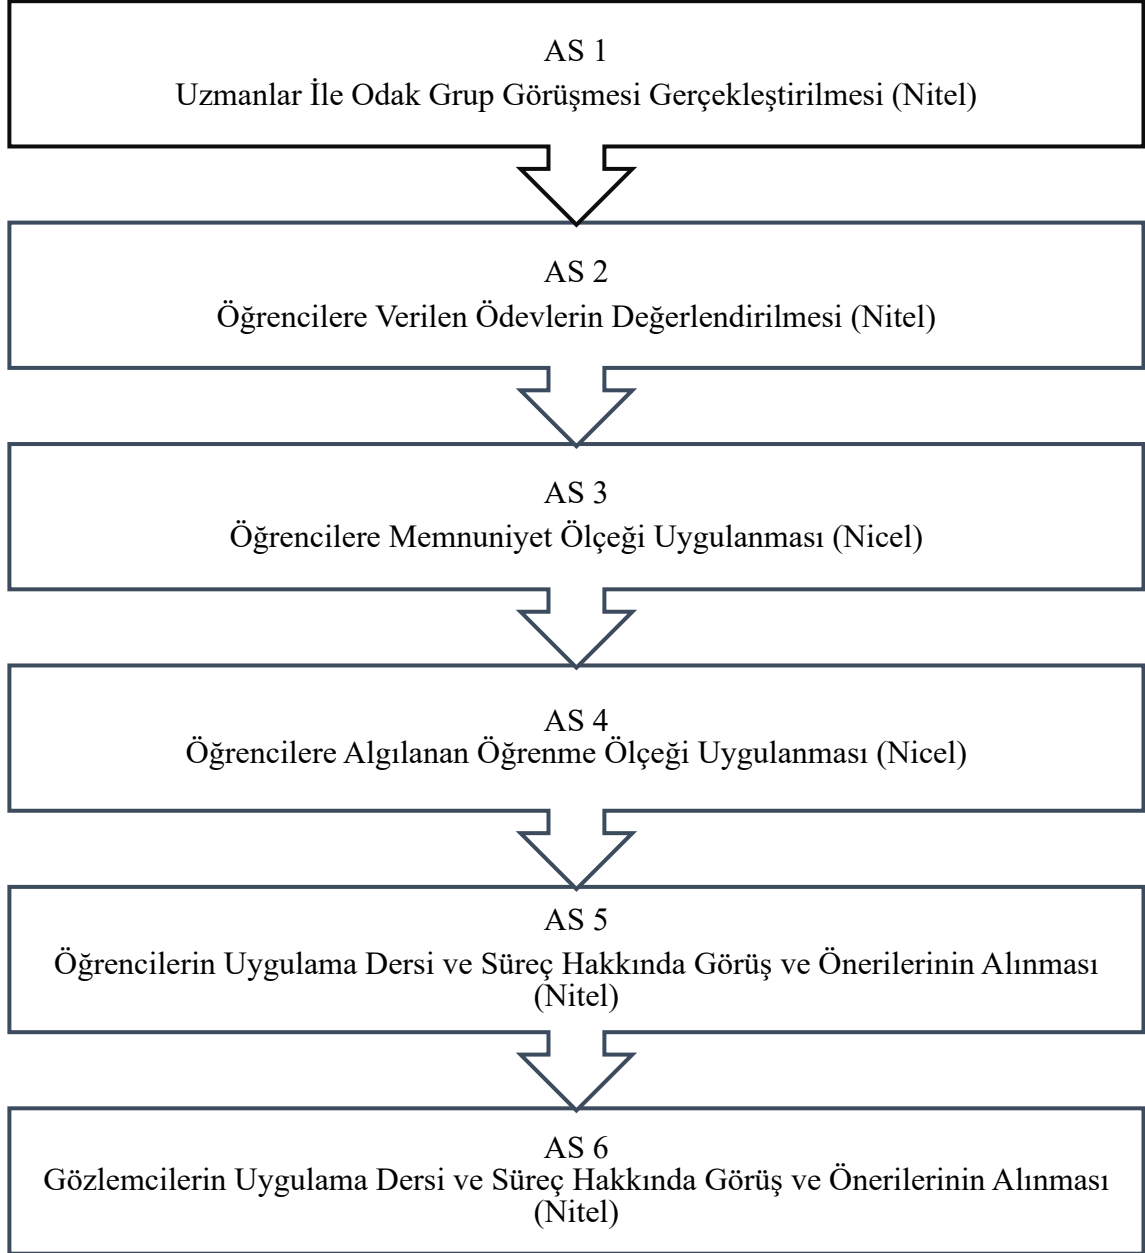 AS 1
Uzmanlar İle Odak Grup Görüşmesi Gerçekleştirilmesi (Nitel)
AS 2
Öğrencilere Verilen Ödevlerin Değerlendirilmesi (Nitel)
AS 3
Öğrencilere Memnuniyet Ölçeği Uygulanması (Nicel)
AS 4
Öğrencilere Algılanan Öğrenme Ölçeği Uygulanması (Nicel)
AS 5
Öğrencilerin Uygulama Dersi ve Süreç Hakkında Görüş ve Önerilerinin Alınması
(Nitel)
AS 6
Gözlemcilerin Uygulama Dersi ve Süreç Hakkında Görüş ve Önerilerinin Alınması
(Nitel)